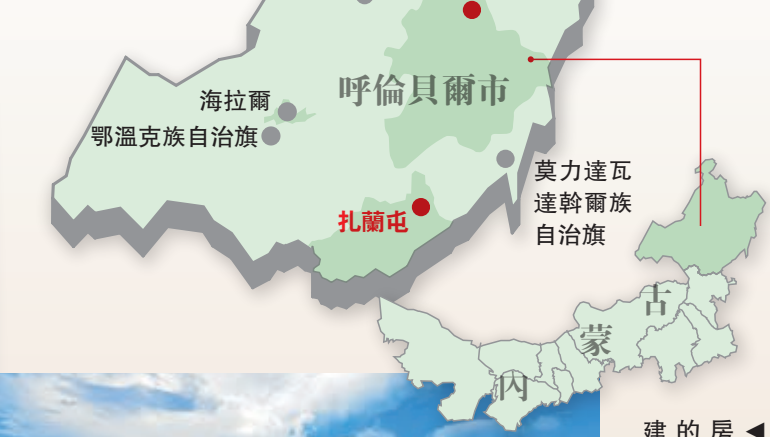 呼倫貝爾市
海拉爾
鄂溫克族自治旗
莫力達瓦
達斡爾族
自治旗
扎蘭屯
內蒙古
建的房◀